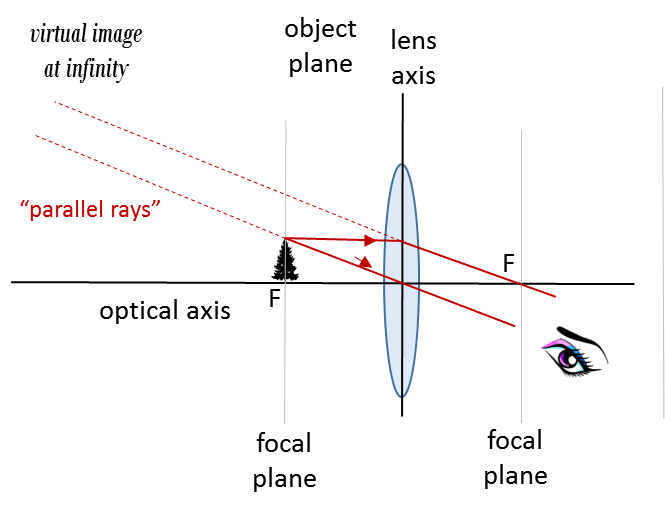 virtual image
at infinity
object
plane
lens
axis
“parallel rays”
F
F
optical axis
focal
plane
focal
plane